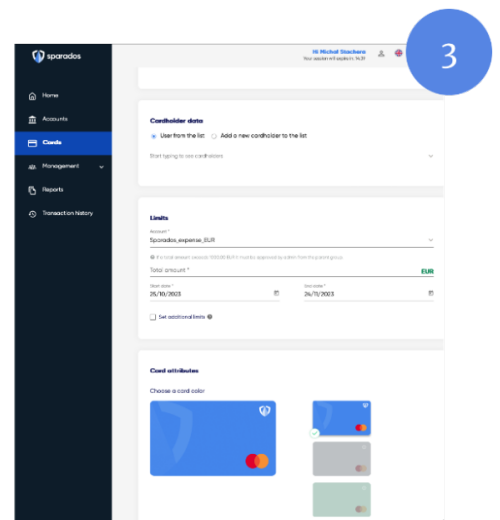 3
sparados
Hi Michal Stachera
Your session will expire in: 14:31
Home
Accounts
Cards
Management
Reports
Transaction history
Cardholder data
User from the list
Add a new cardholder to the list
Start typing to see cardholders
Limits
Account *
Sparados_expense_EUR
Total amount *
EUR
Start date *
End date *
25/10/2023
24/11/2023
Set additional limits
Card attributes
Choose a card color